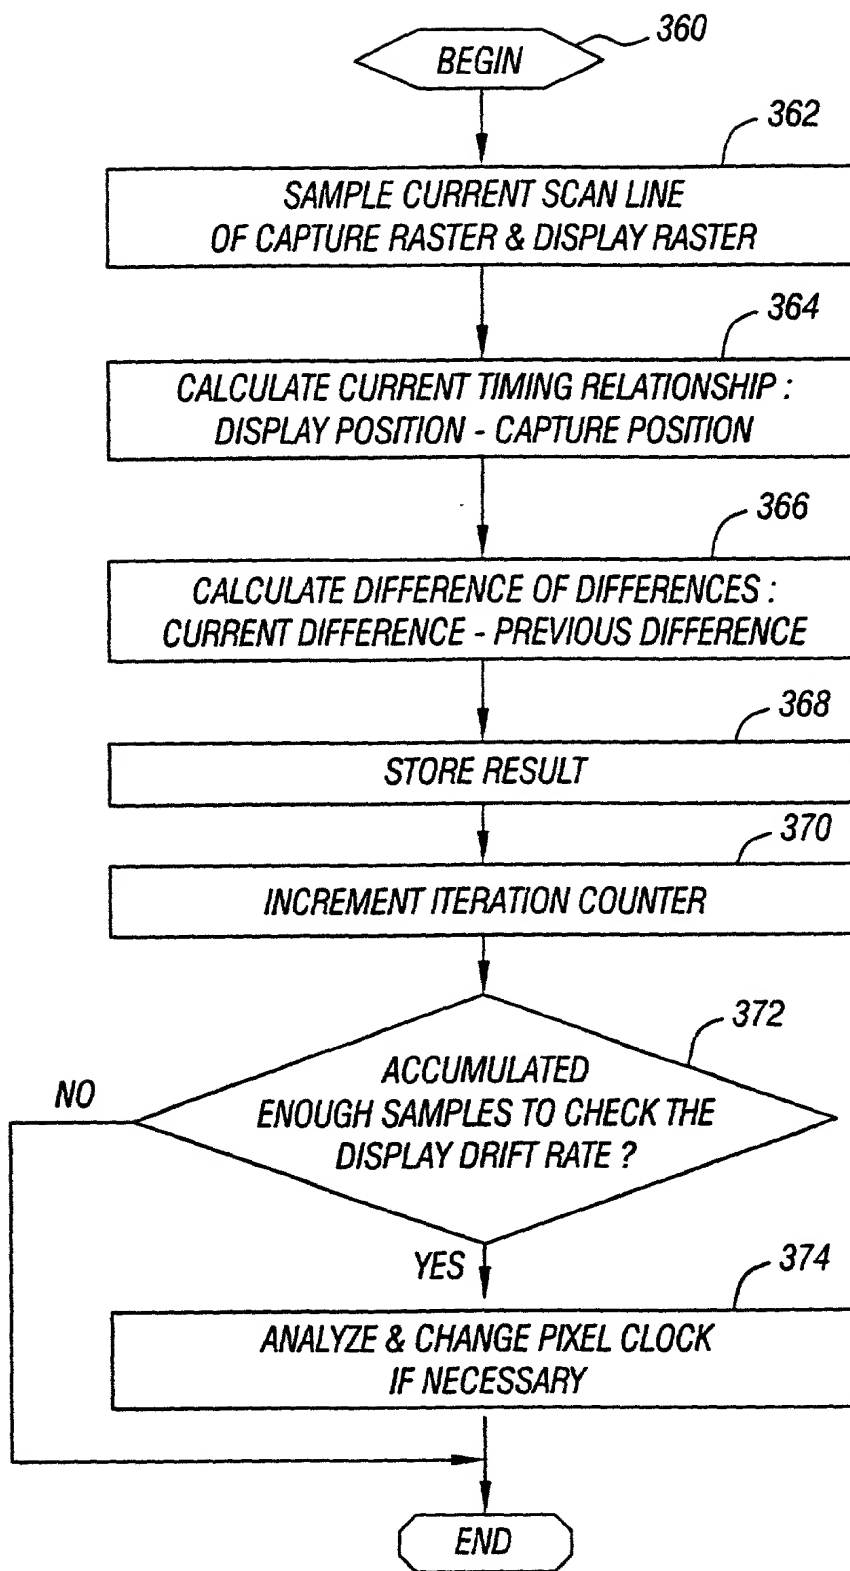 360
BEGIN
362
SAMPLE CURRENT SCAN LINE
OF CAPTURE RASTER & DISPLAY RASTER
364
CALCULATE CURRENT TIMING RELATIONSHIP :
DISPLAY POSITION - CAPTURE POSITION
366
CALCULATE DIFFERENCE OF DIFFERENCES :
CURRENT DIFFERENCE - PREVIOUS DIFFERENCE
368
STORE RESULT
370
INCREMENT ITERATION COUNTER
372
NO
ACCUMULATED
ENOUGH SAMPLES TO CHECK THE
DISPLAY DRIFT RATE ?
YES
374
ANALYZE & CHANGE PIXEL CLOCK
IF NECESSARY
END